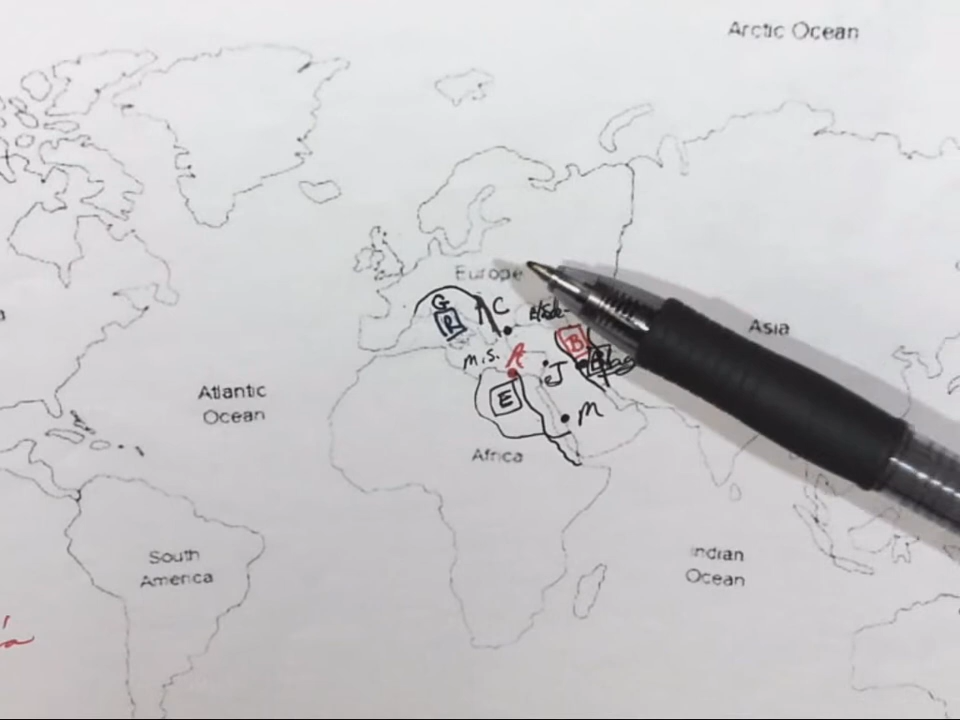 Arctic Ocean
Europe
G
R
C
Asia
B
m.s.
A
J
E
M
Atlantic
Ocean
Africa
South
America
Indian
Ocean